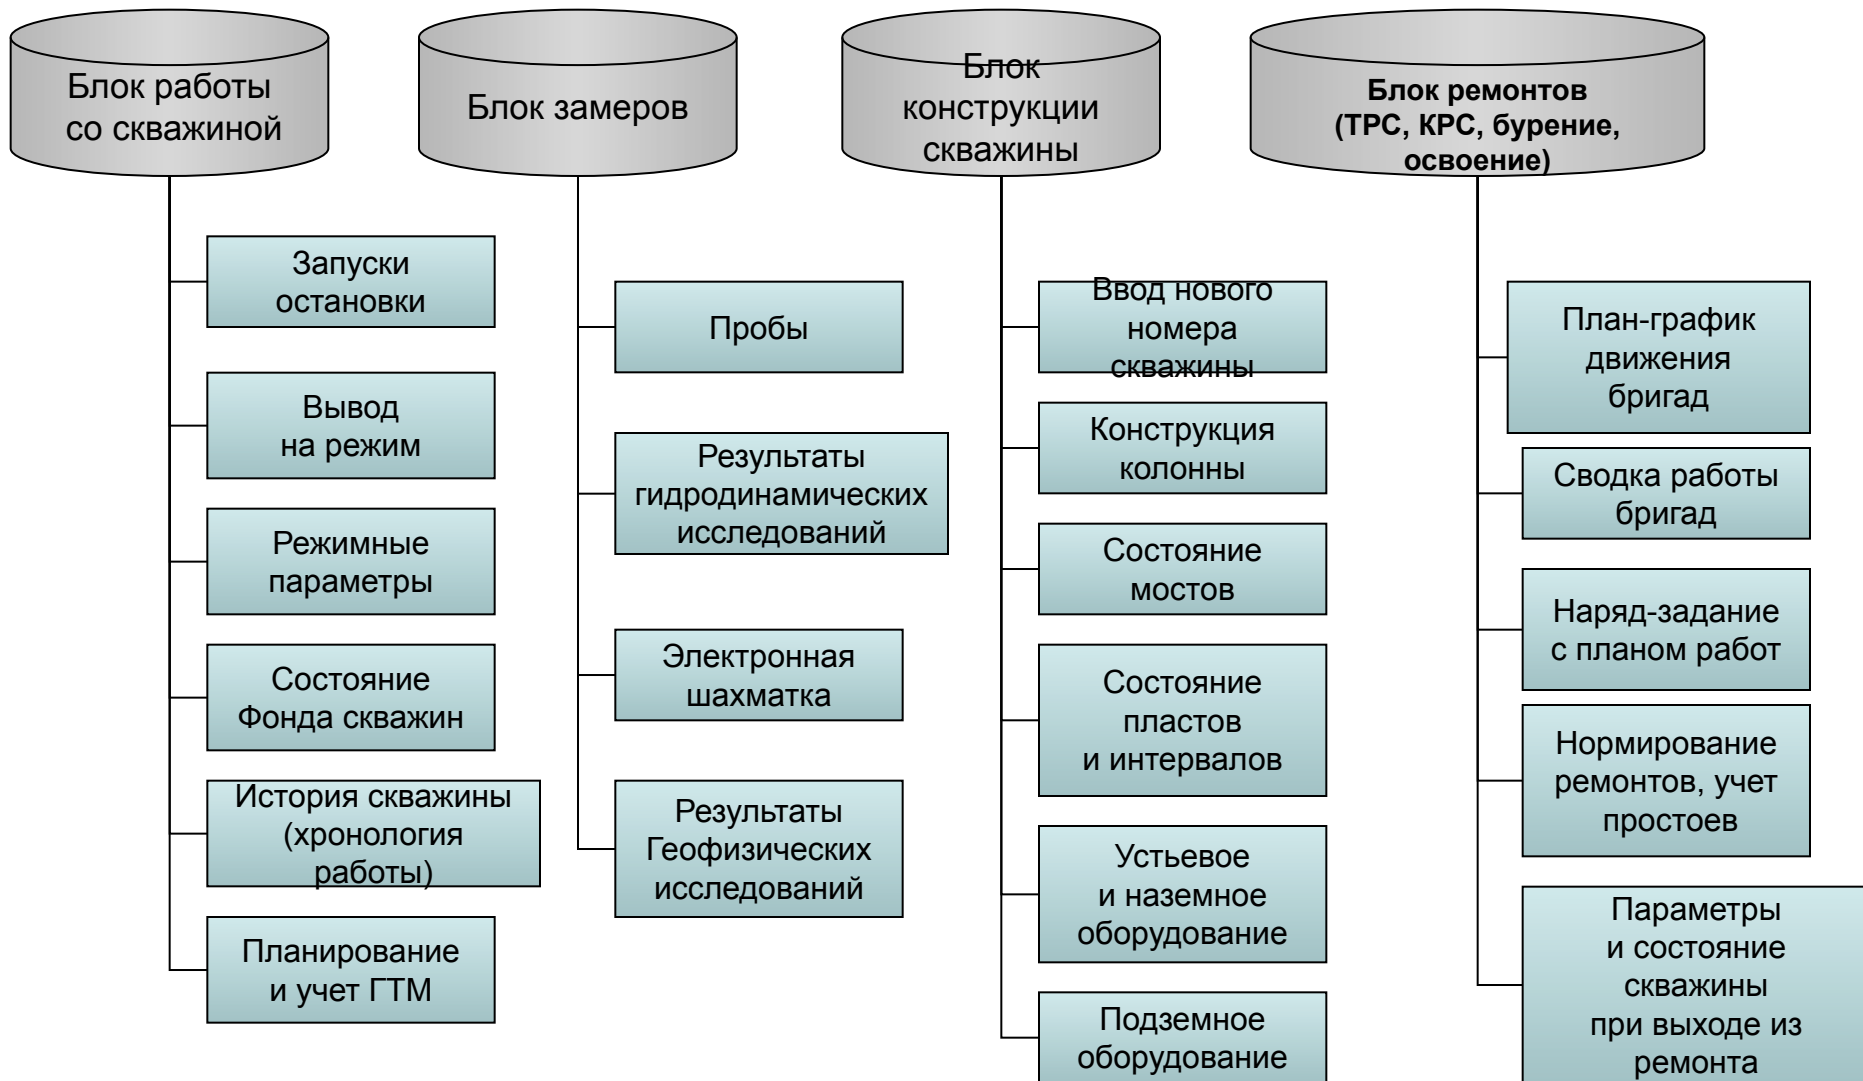 Блок работы
со скважиной
Запуски
остановки
Вывод
на режим
Режимные
параметры
Состояние
Фонда скважин
История скважины
(хронология
работы)
Планирование
и учет ГТМ
Блок замеров
Пробы
Результаты
гидродинамических
исследований
Электронная
шахматка
Результаты
Геофизических
исследований
Блок
конструкции
скважины
Ввод нового
номера
скважины
Конструкция
колонны
Состояние
мостов
Состояние
пластов
и интервалов
Устьевое
и наземное
оборудование
Подземное
оборудование
Блок ремонтов
(ТРС, КРС, бурение,
освоение)
План-график
движения
бригад
Сводка работы
бригад
Наряд-задание
с планом работ
Нормирование
ремонтов, учет
простоев
Параметры
и состояние
скважины
при выходе из
ремонта